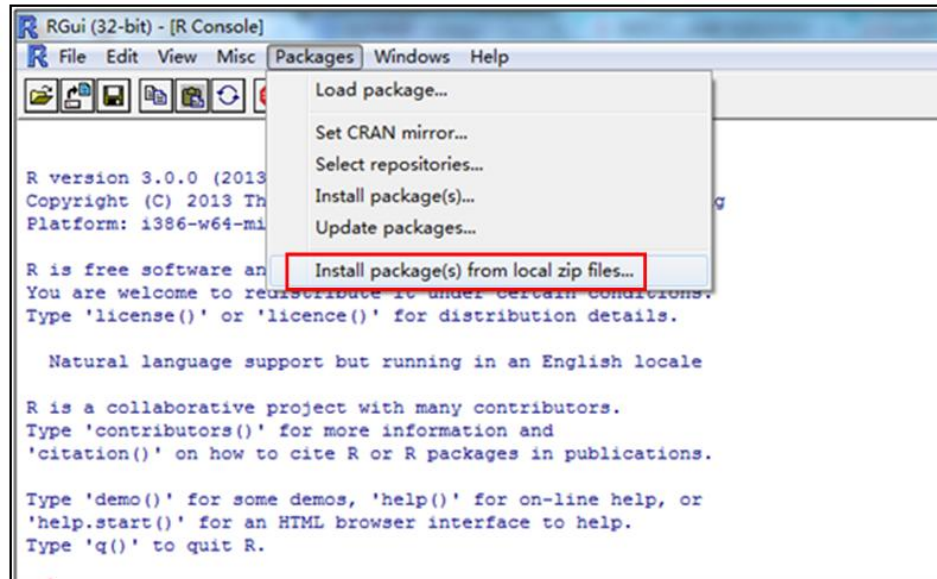 RGui (32-bit) - [R Console]
File Edit View Misc Packages Windows Help
Load package...
Set CRAN mirror...
Select repositories...
Install package(s)...
Update packages...
Install package(s) from local zip files...
R version 3.0.0 (2013
Copyright (C) 2013 Th g
Platform: i386-w64-mi
R is free software an
You are welcome to redistribute it under certain conditions.
Type 'license()' or 'licence()' for distribution details.
Natural language support but running in an English locale
R is a collaborative project with many contributors.
Type 'contributors()' for more information and
'citation()' on how to cite R or R packages in publications.
Type 'demo()' for some demos, 'help()' for on-line help, or
'help.start()' for an HTML browser interface to help.
Type 'q()' to quit R.